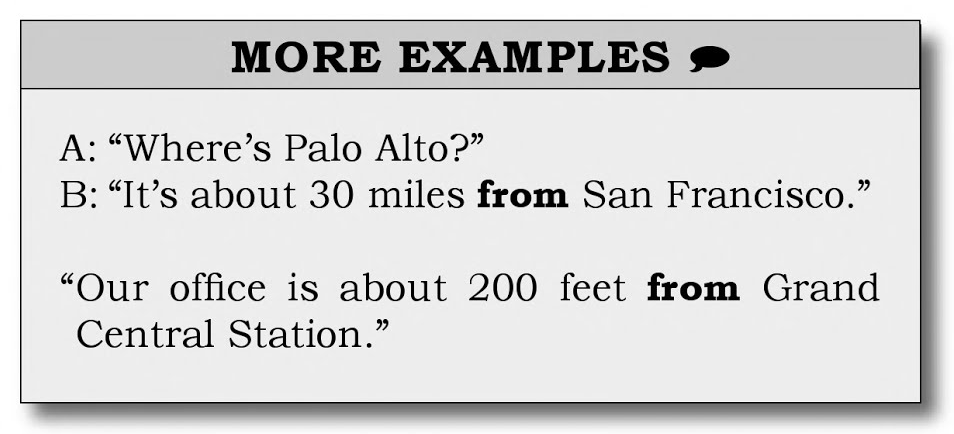 MORE EXAMPLES
A: “Where’s Palo Alto?”
B: “It’s about 30 miles from San Francisco.”
“Our office is about 200 feet from Grand
Central Station.”